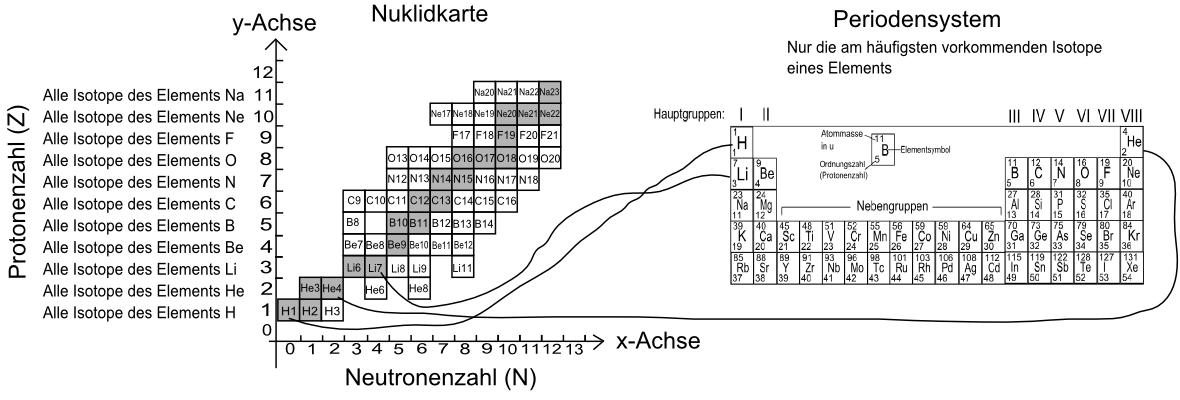 Nuklidkarte
y-Achse
Protonenzahl (Z)
12
Alle Isotope des Elements Na 11 Na20 Na21 Na22 Na23
Alle Isotope des Elements Ne 10 Ne17 Ne18 Ne19 Ne20 Ne21 Ne22
Alle Isotope des Elements F 9 F17 F18 F19 F20 F21
Alle Isotope des Elements O 8 O13 O14 O15 O16 O17 O18 O19 O20
Alle Isotope des Elements N 7 N12 N13 N14 N15 N16 N17 N18
Alle Isotope des Elements C 6 C9 C10 C11 C12 C13 C14 C15 C16
Alle Isotope des Elements B 5 B8 B10 B11 B12 B13 B14
Alle Isotope des Elements Be 4 Be7 Be8 Be9 Be10 Be11 Be12
Alle Isotope des Elements Li 3 Li6 Li7 Li8 Li9 Li11
Alle Isotope des Elements He 2 He3 He4 He6 He8
Alle Isotope des Elements H 1 H1 H2 H3
0
0 1 2 3 4 5 6 7 8 9 10 11 12 13
x-Achse
Neutronenzahl (N)
Periodensystem
Nur die am häufigsten vorkommenden Isotope
eines Elements
Hauptgruppen: I II III IV V VI VII VIII
Atommasse
in u
11
B
5
Elementsymbol
Ordnungszahl
(Protonenzahl)
1 4
H He
1 2
7 9 11 12 14 16 19 20
Li Be B C N O F Ne
3 4 5 6 7 8 9 10
23 24 27 28 31 32 35 40
Na Mg Al Si P S Cl Ar
11 12 13 14 15 16 17 18
Nebengruppen
39 40 45 48 51 52 55 56 59 59 64 65 70 73 75 79 80 84
K Ca Sc Ti V Cr Mn Fe Co Ni Cu Zn Ga Ge As Se Br Kr
19 20 21 22 23 24 25 26 27 28 29 30 31 32 33 34 35 36
85 88 89 91 93 96 98 101 103 106 108 112 115 119 122 128 127 131
Rb Sr Y Zr Nb Mo Tc Ru Rh Pd Ag Cd In Sn Sb Te I Xe
37 38 39 40 41 42 43 44 45 46 47 48 49 50 51 52 53 54